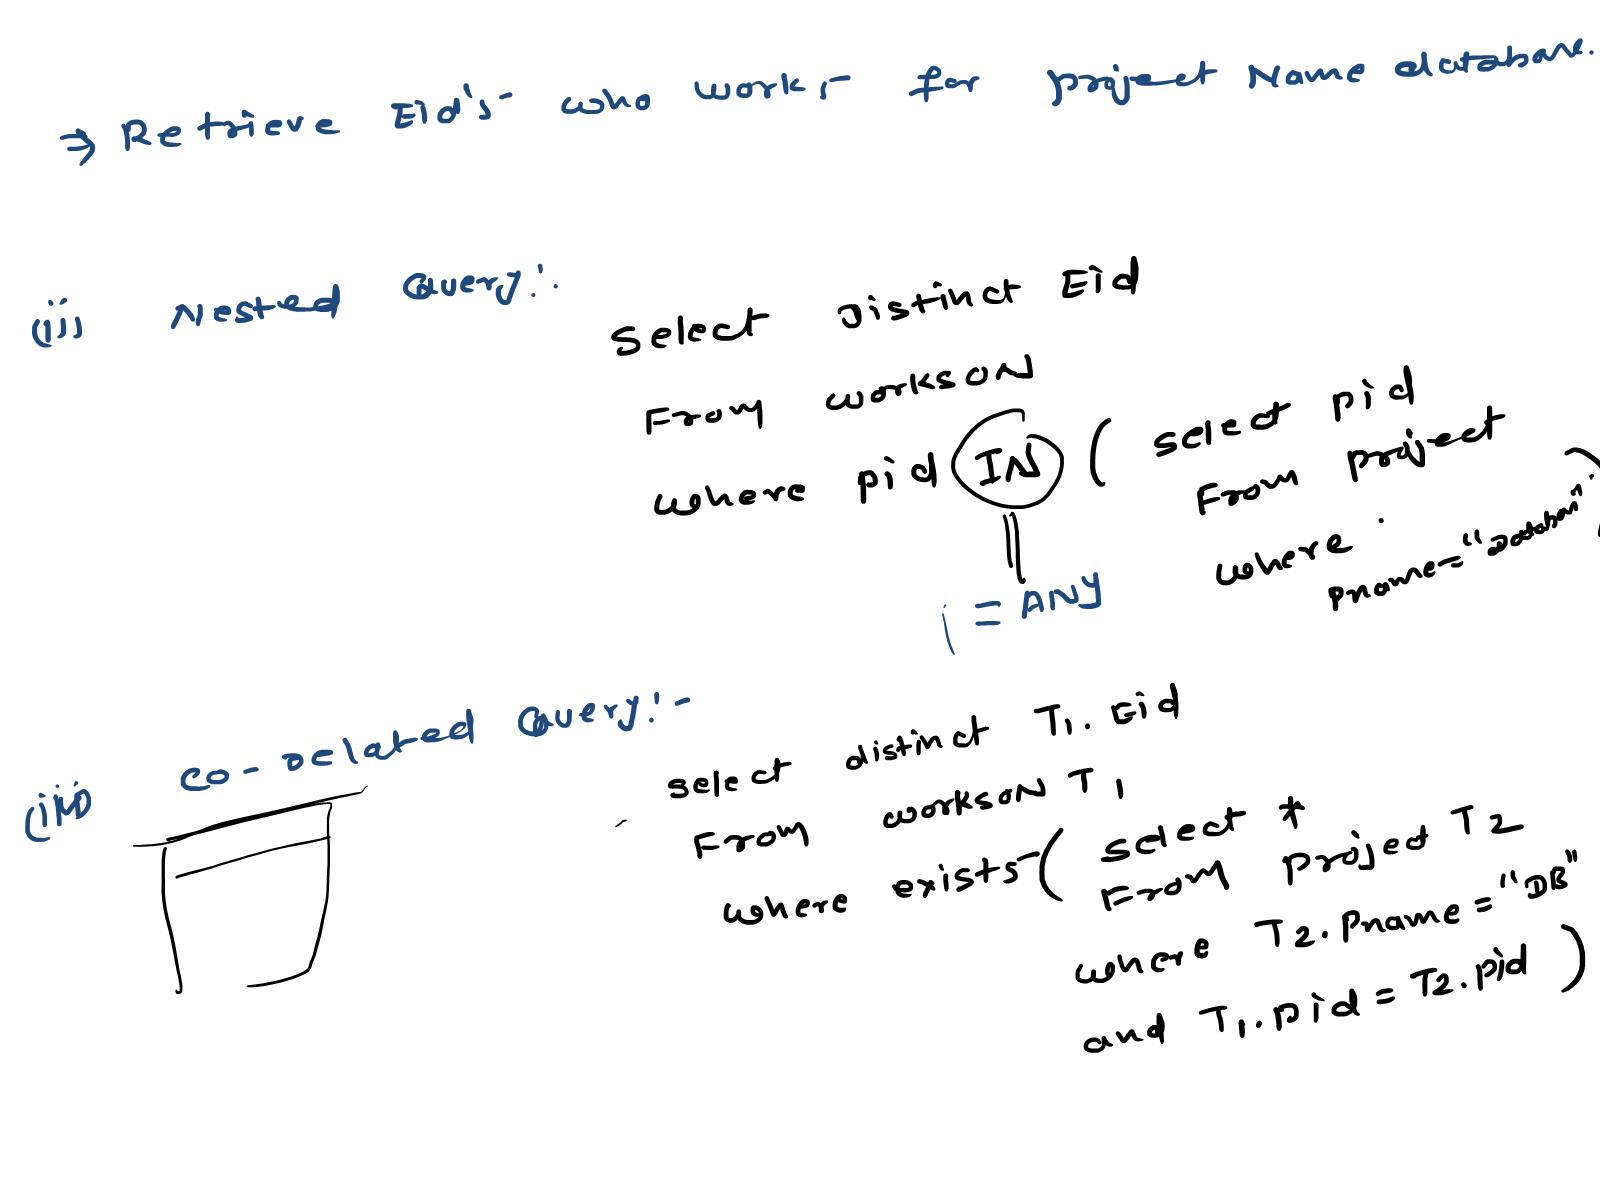 ⇒ Retrieve Eid's who works for project Name database.
(ii) Nested Query:
Select Distinct Eid
From workson
where pid IN ( select pid
From project
where
Pname="Database")
= ANY
Co-related Query:-
select distinct T1.Eid
From workson T1
where exists ( select *
From Project T2
where T2.Pname="DB"
and T1.pid = T2.pid )